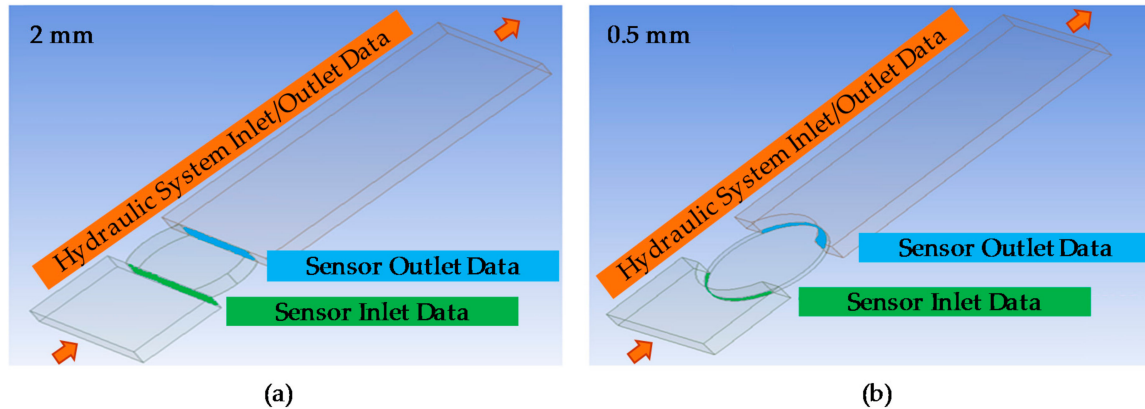 2 mm
Hydraulic System Inlet/Outlet Data
Sensor Outlet Data
Sensor Inlet Data
(a)
0.5 mm
Hydraulic System Inlet/Outlet Data
Sensor Outlet Data
Sensor Inlet Data
(b)